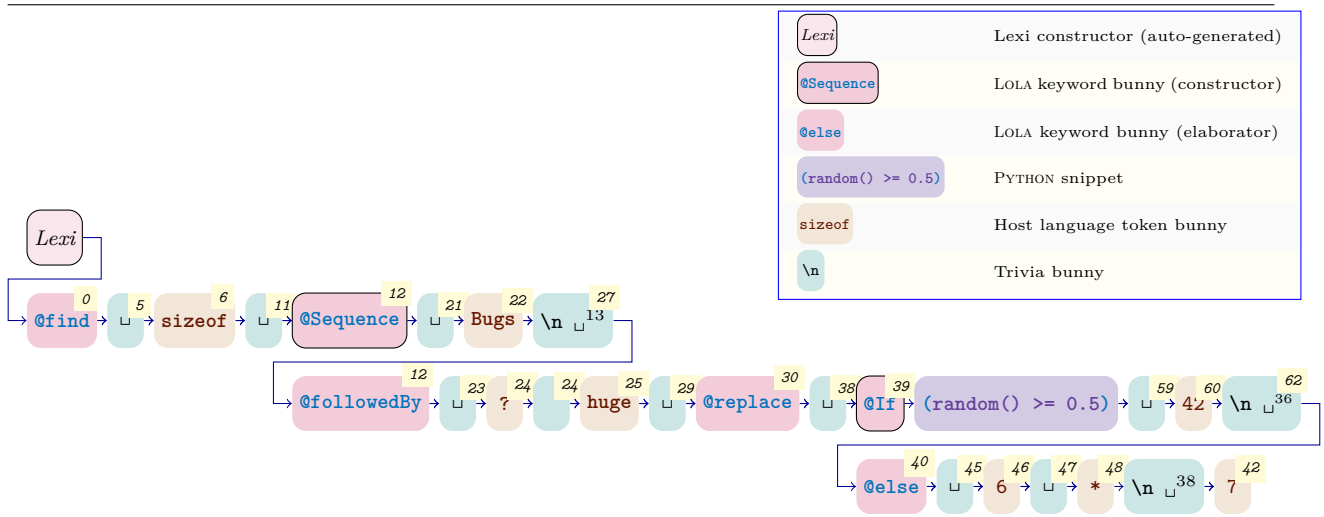 Lexi Lexi constructor (auto-generated)
@Sequence LOLA keyword bunny (constructor)
@else LOLA keyword bunny (elaborator)
(random() >= 0.5) PYTHON snippet
sizeof Host language token bunny
\n Trivia bunny
Lexi
0 5 6 11 12 21 22 27
@find ␣ sizeof ␣ @Sequence ␣ Bugs \n ␣13
12 23 24 24 25 29 30 38 39 59 60 62
@followedBy ␣ ? huge ␣ @replace ␣ @If (random() >= 0.5) ␣ 42 \n ␣36
40 45 46 47 48 42
@else ␣ 6 ␣ * \n ␣38 7